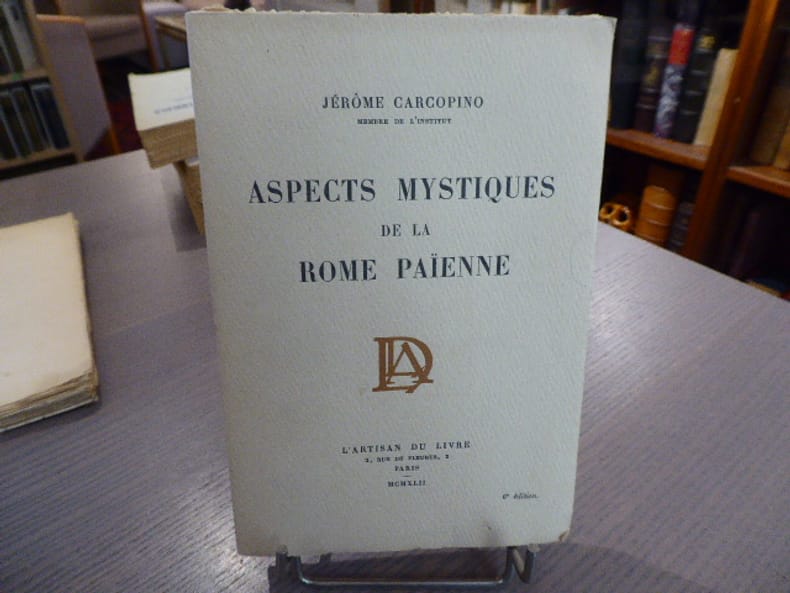 JÉRÔME CARCOPINO
MEMBRE DE L'INSTITUT
ASPECTS MYSTIQUES
DE LA
ROME PAÏENNE
L'ARTISAN DU LIVRE
2, RUE DE FLEURUS, 2
PARIS
MCMXLII
6e édition.